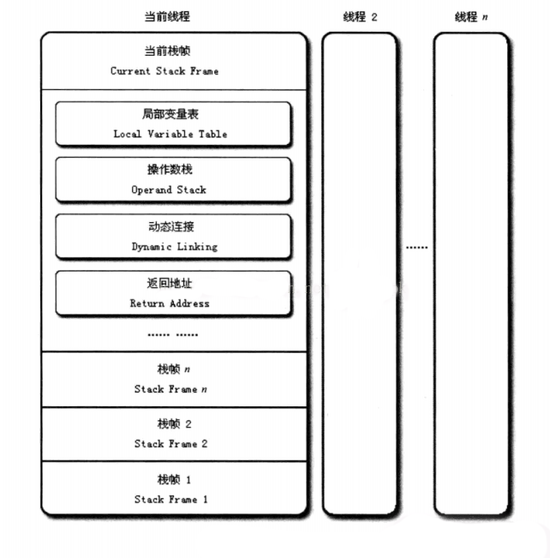 当前线程
线程 2
线程 n
当前栈帧
Current Stack Frame
局部变量表
Local Variable Table
操作数栈
Operand Stack
动态连接
Dynamic Linking
返回地址
Return Address
…… ……
……
栈帧 n
Stack Frame n
栈帧 2
Stack Frame 2
栈帧 1
Stack Frame 1